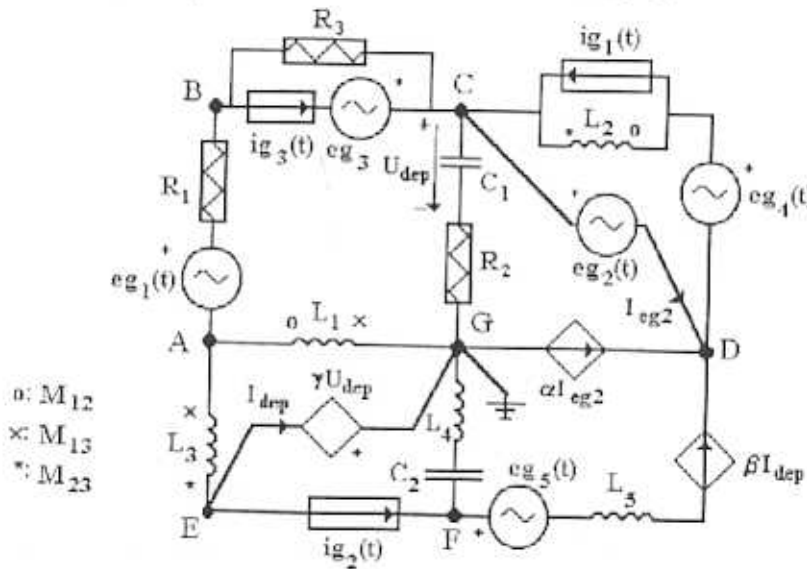 R3
ig1(t)
B
C
L2
* o
ig3(t)
eg3
*
+
Udep
−
C1
R1
+
eg4(t)
+
eg2(t)
R2
Ieg2
+
eg1(t)
A
o L1 ×
G
D
αIeg2
o: M12
×: M13
*: M23
×
L3
*
Idep
γUdep
+
L4
C2
eg5(t)
L5
βIdep
E
ig2(t)
F
+